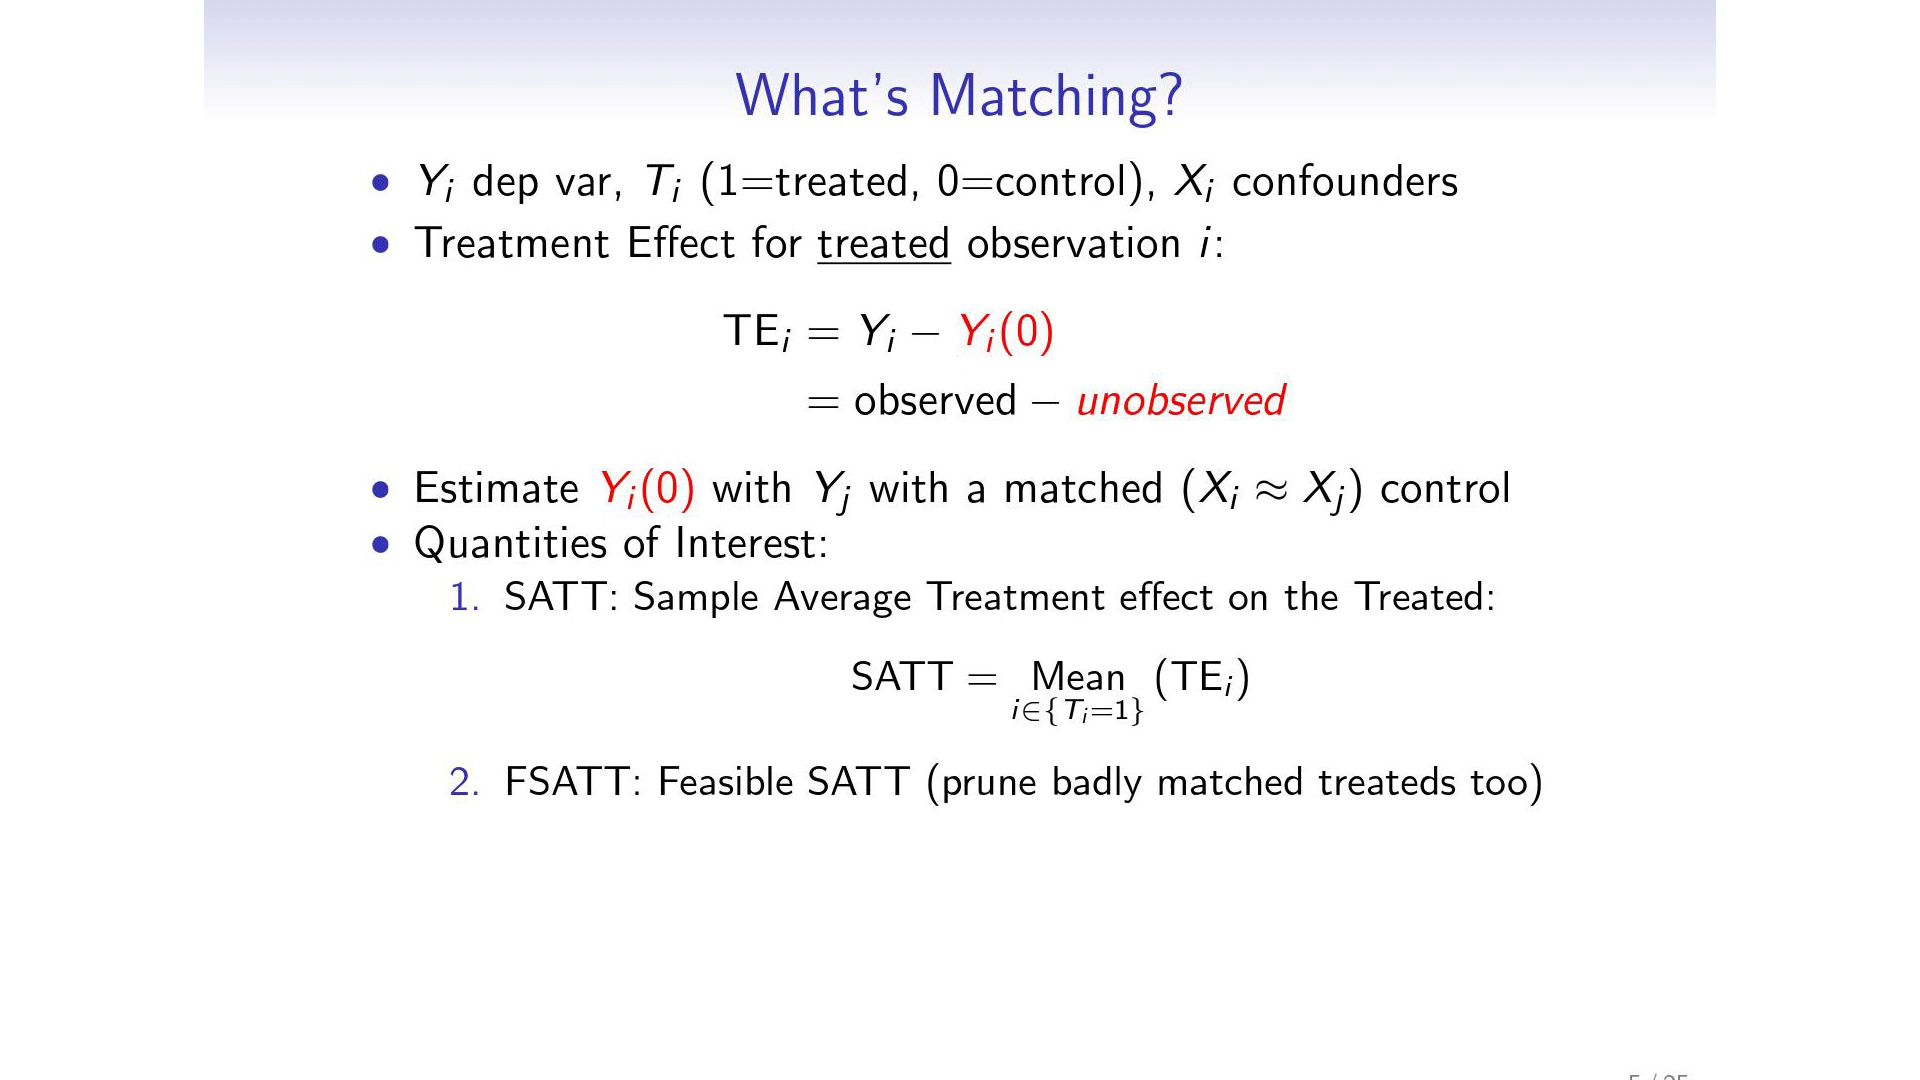 What's Matching?
• Yᵢ dep var, Tᵢ (1=treated, 0=control), Xᵢ confounders
• Treatment Effect for treated observation i:
TEᵢ = Yᵢ − Yᵢ(0)
= observed − unobserved
• Estimate Yᵢ(0) with Yⱼ with a matched (Xᵢ ≈ Xⱼ) control
• Quantities of Interest:
1. SATT: Sample Average Treatment effect on the Treated:
SATT = Mean (TEᵢ)
i∈{Tᵢ=1}
2. FSATT: Feasible SATT (prune badly matched treateds too)